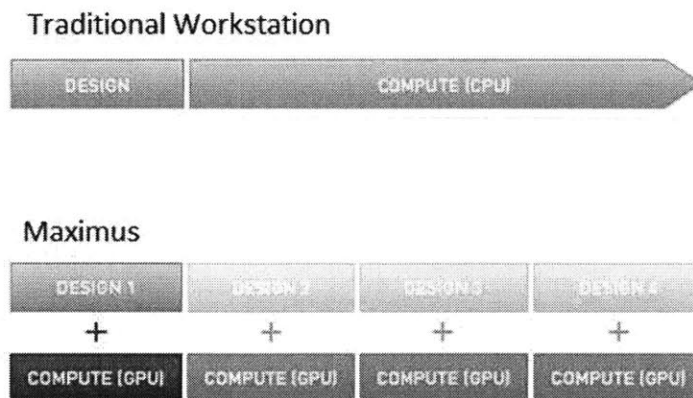 Traditional Workstation
DESIGN COMPUTE (CPU)
Maximus
DESIGN 1 DESIGN 2 DESIGN 3 DESIGN 4
+ + + +
COMPUTE (GPU) COMPUTE (GPU) COMPUTE (GPU) COMPUTE (GPU)